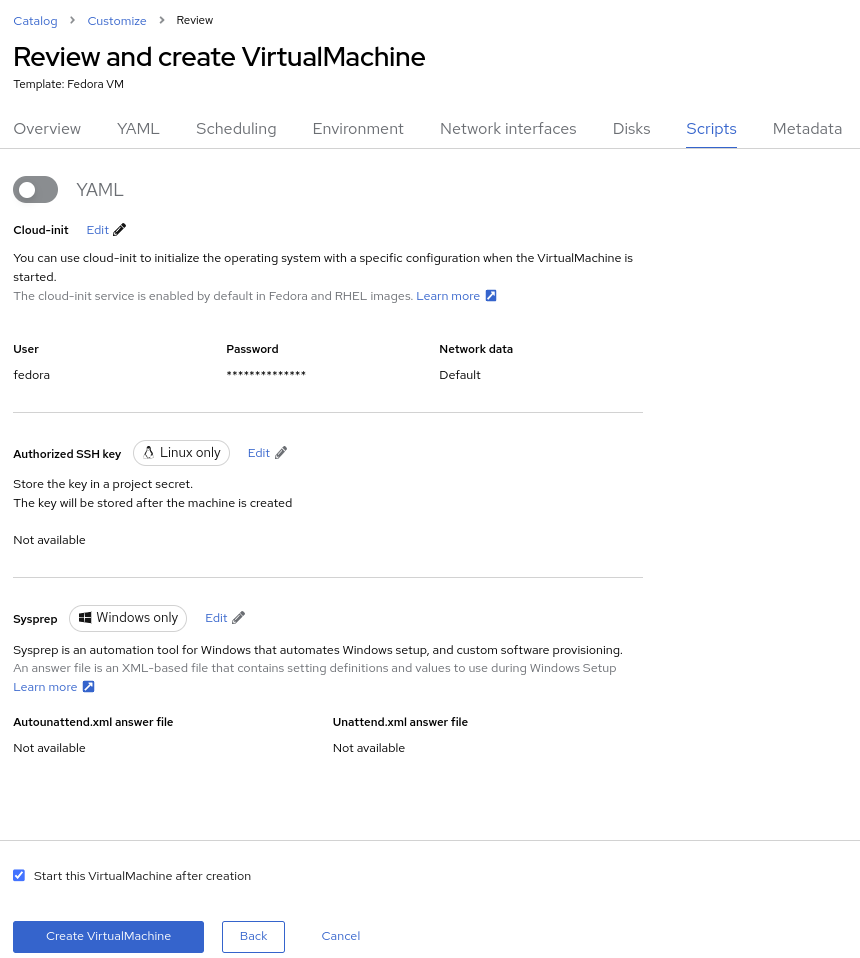 Catalog > Customize > Review
Review and create VirtualMachine
Template: Fedora VM
Overview YAML Scheduling Environment Network interfaces Disks Scripts Metadata
YAML
Cloud-init Edit
You can use cloud-init to initialize the operating system with a specific configuration when the VirtualMachine is
started.
The cloud-init service is enabled by default in Fedora and RHEL images. Learn more
User Password Network data
fedora ************** Default
Authorized SSH key Linux only Edit
Store the key in a project secret.
The key will be stored after the machine is created
Not available
Sysprep Windows only Edit
Sysprep is an automation tool for Windows that automates Windows setup, and custom software provisioning.
An answer file is an XML-based file that contains setting definitions and values to use during Windows Setup
Learn more
Autounattend.xml answer file Unattend.xml answer file
Not available Not available
Start this VirtualMachine after creation
Create VirtualMachine Back Cancel